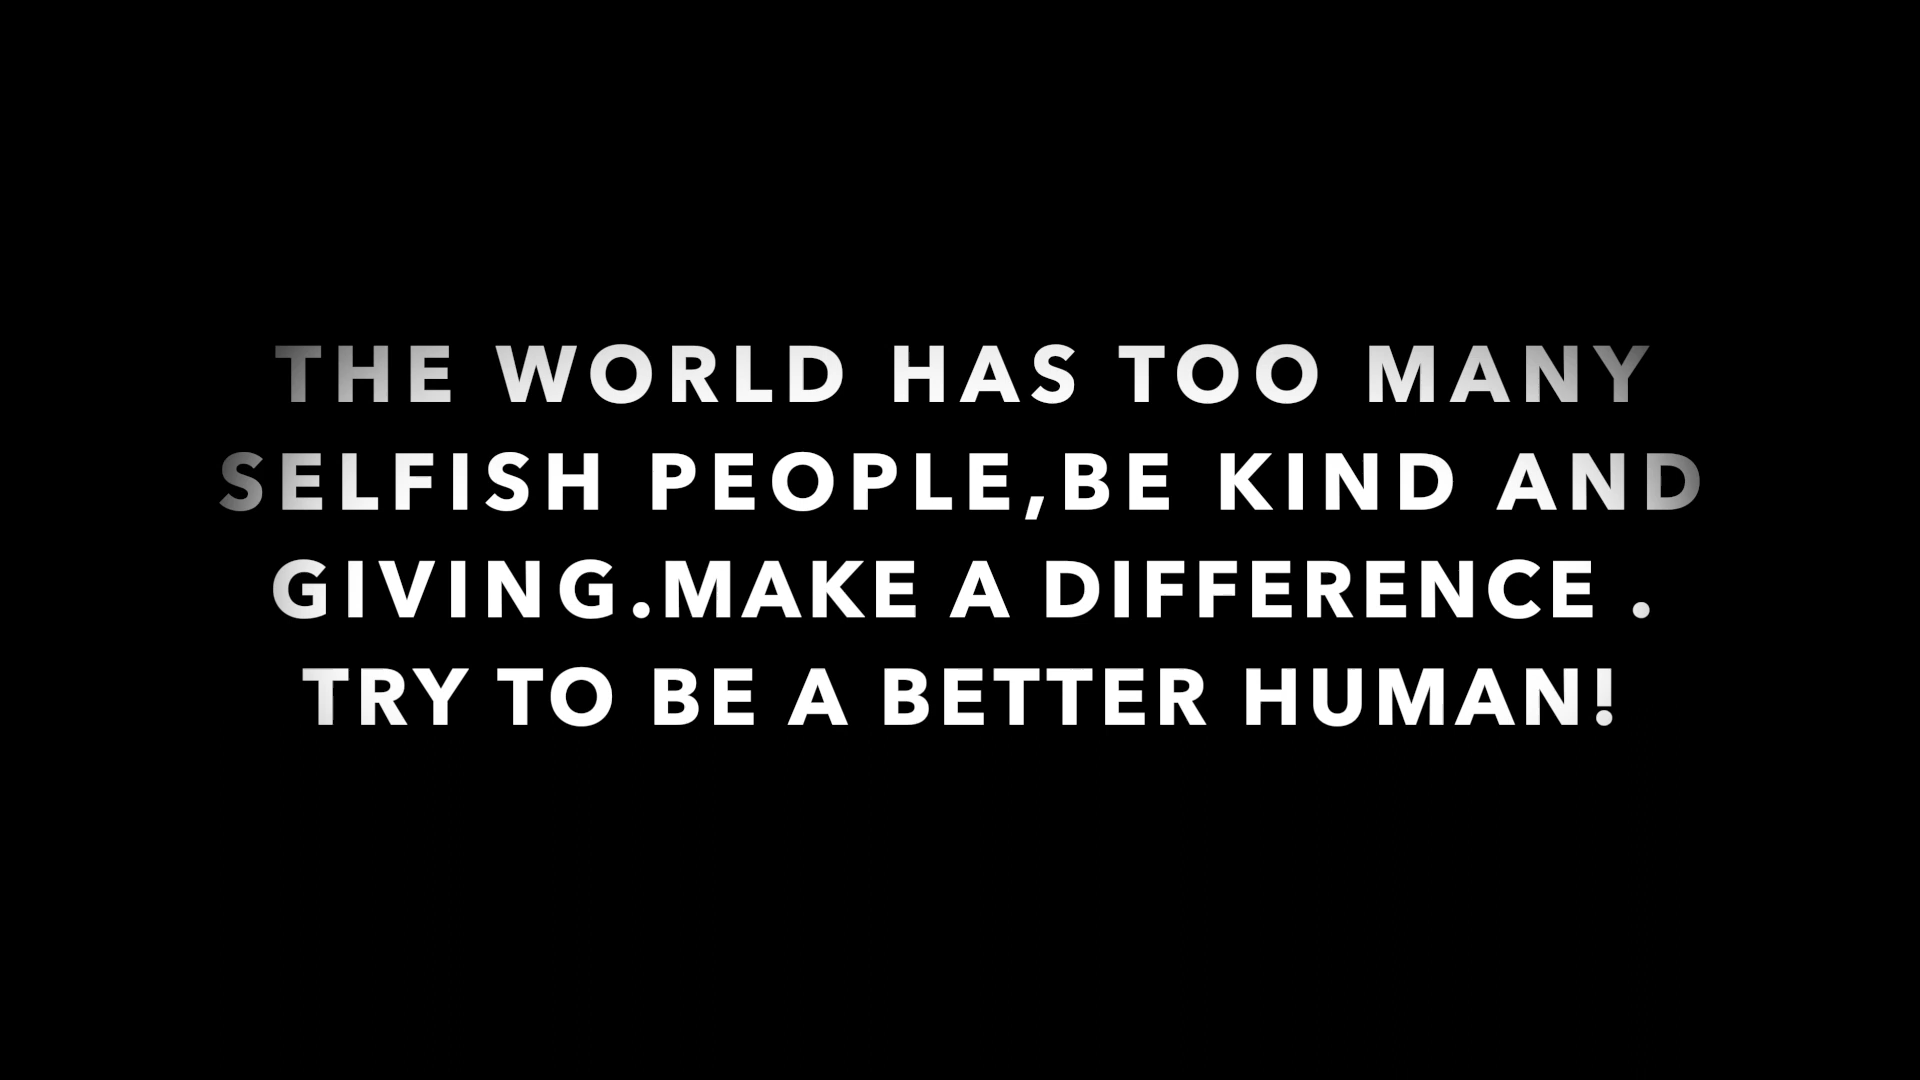 THE WORLD HAS TOO MANY
SELFISH PEOPLE,BE KIND AND
GIVING.MAKE A DIFFERENCE .
TRY TO BE A BETTER HUMAN!